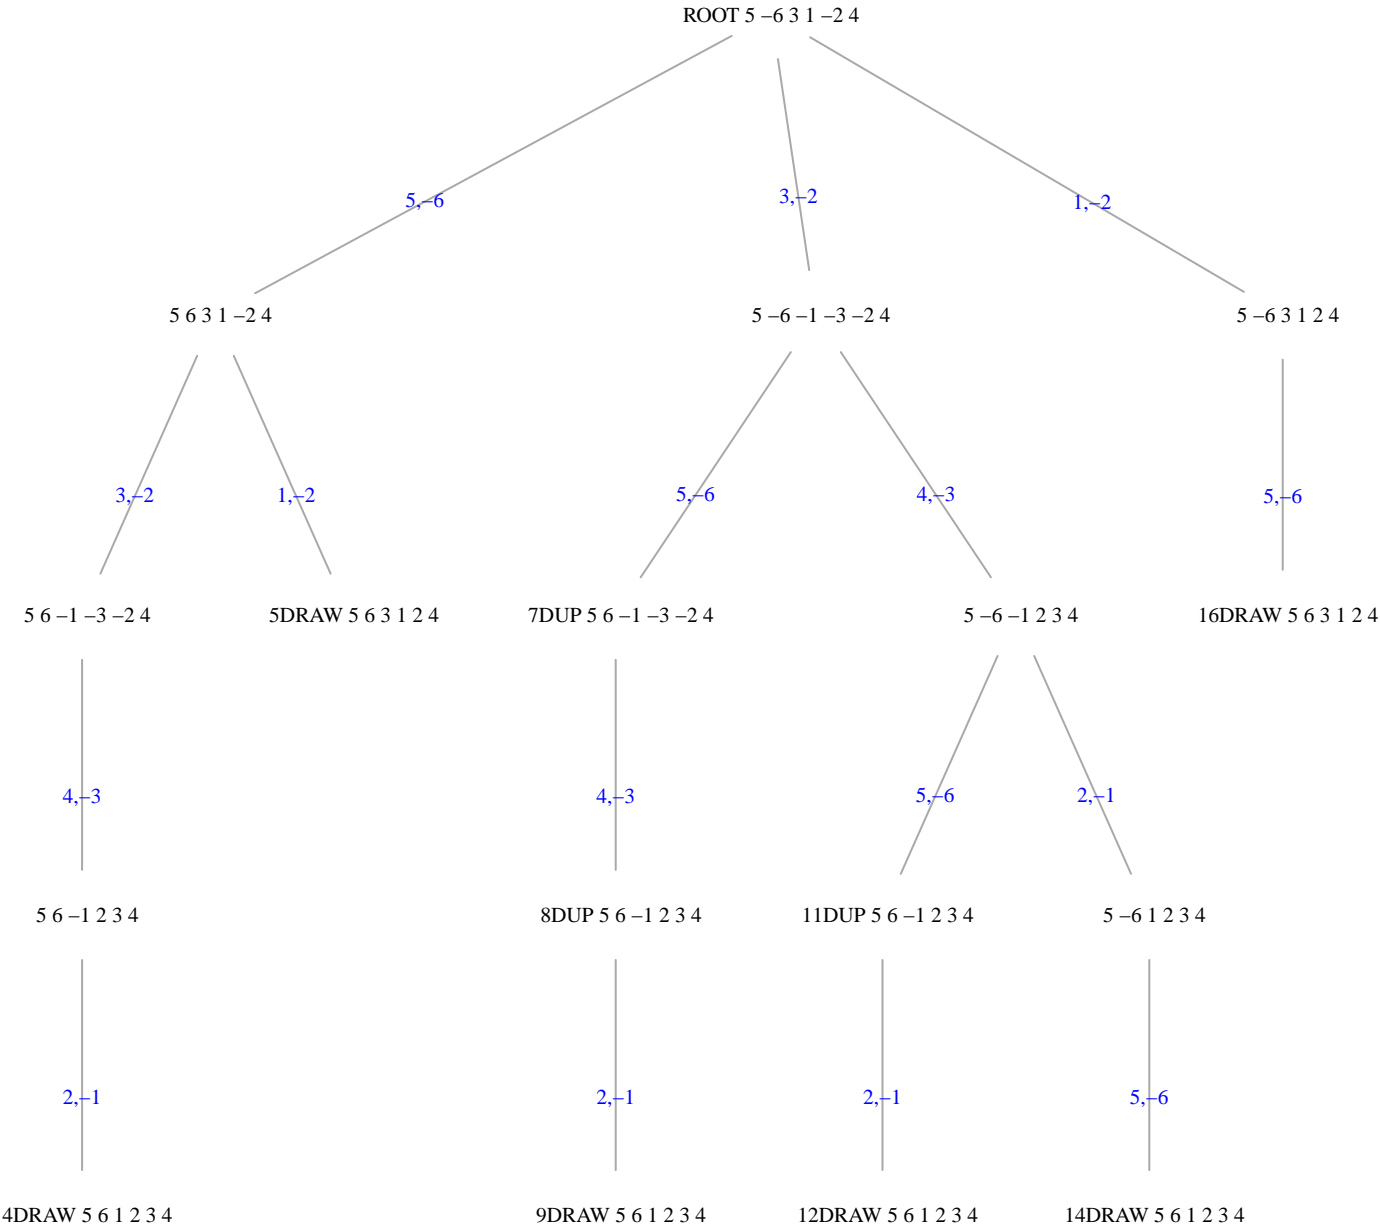 ROOT 5 –6 3 1 –2 4
5,–6
3,–2
1,–2
5 6 3 1 –2 4
5 –6 –1 –3 –2 4
5 –6 3 1 2 4
3,–2
1,–2
5,–6
4,–3
5,–6
5 6 –1 –3 –2 4
5DRAW 5 6 3 1 2 4
7DUP 5 6 –1 –3 –2 4
5 –6 –1 2 3 4
16DRAW 5 6 3 1 2 4
4,–3
4,–3
5,–6
2,–1
5 6 –1 2 3 4
8DUP 5 6 –1 2 3 4
11DUP 5 6 –1 2 3 4
5 –6 1 2 3 4
2,–1
2,–1
2,–1
5,–6
4DRAW 5 6 1 2 3 4
9DRAW 5 6 1 2 3 4
12DRAW 5 6 1 2 3 4
14DRAW 5 6 1 2 3 4